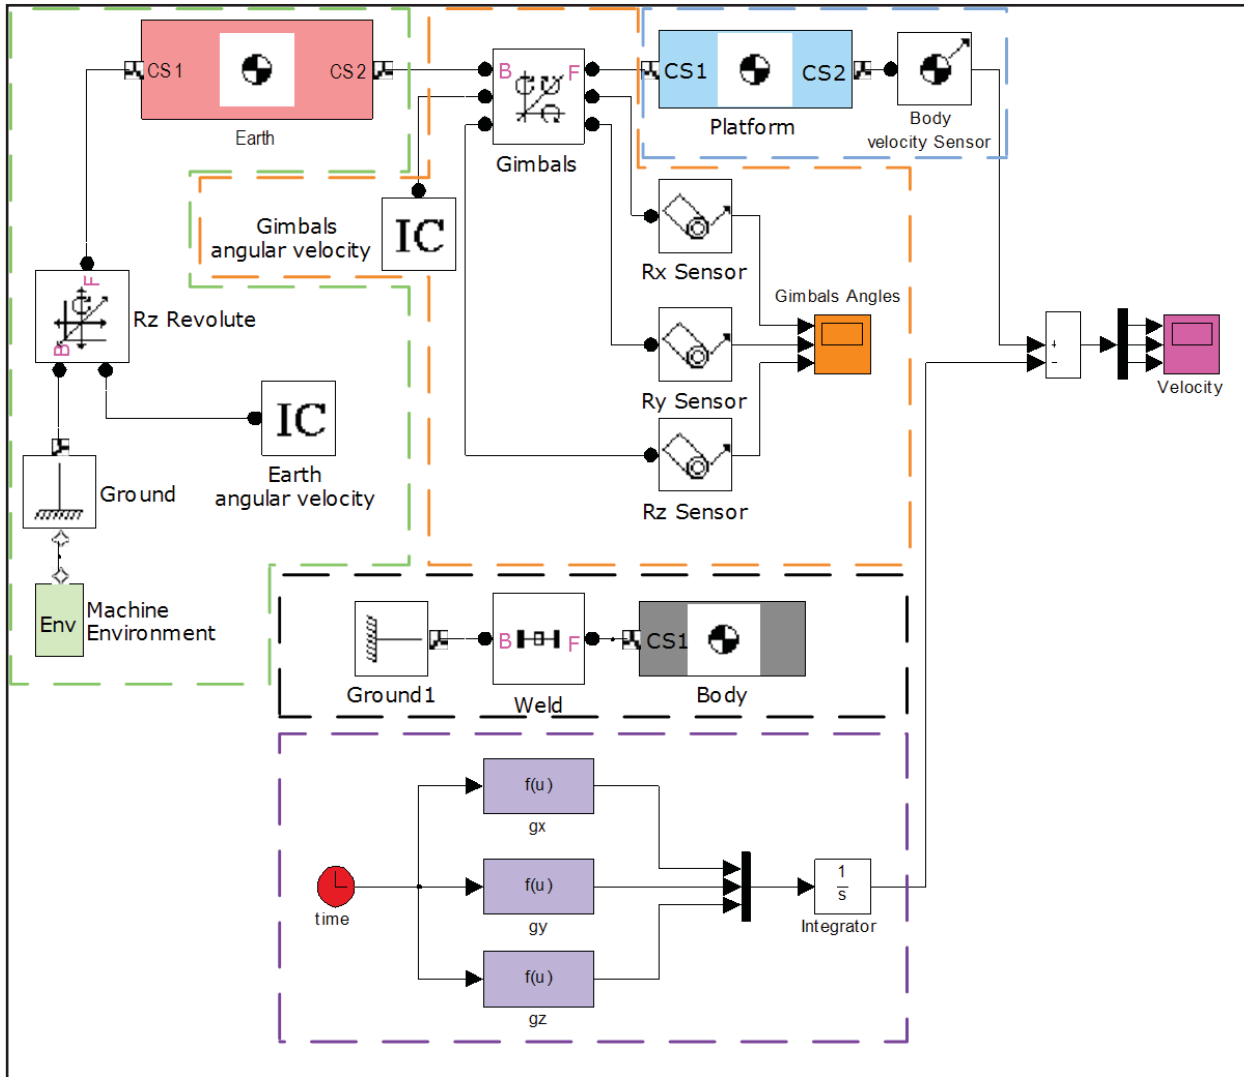 CS1
CS2
Earth
B
F
Gimbals
CS1
CS2
Platform
Body
velocity Sensor
Gimbals
angular velocity
IC
Rx Sensor
Gimbals Angles
F
B
Rz Revolute
Ry Sensor
+
−
Velocity
IC
Earth
angular velocity
Ground
Rz Sensor
Env
Machine
Environment
B
F
CS1
Ground1
Weld
Body
f(u)
gx
time
f(u)
gy
1
s
Integrator
f(u)
gz